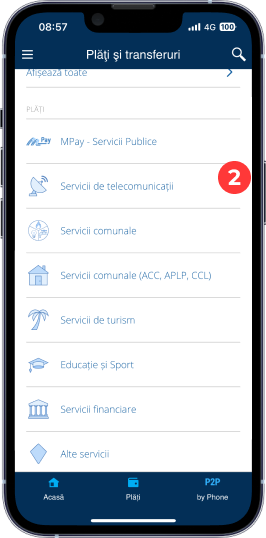 08:57
4G 100
Plăți și transferuri
Afișează toate
PLĂȚI
Pay
MPay - Servicii Publice
Servicii de telecomunicații
2
Servicii comunale
Servicii comunale (ACC, APLP, CCL)
Servicii de turism
Educație și Sport
Servicii financiare
Alte servicii
P2P
Acasă
Plăți
by Phone